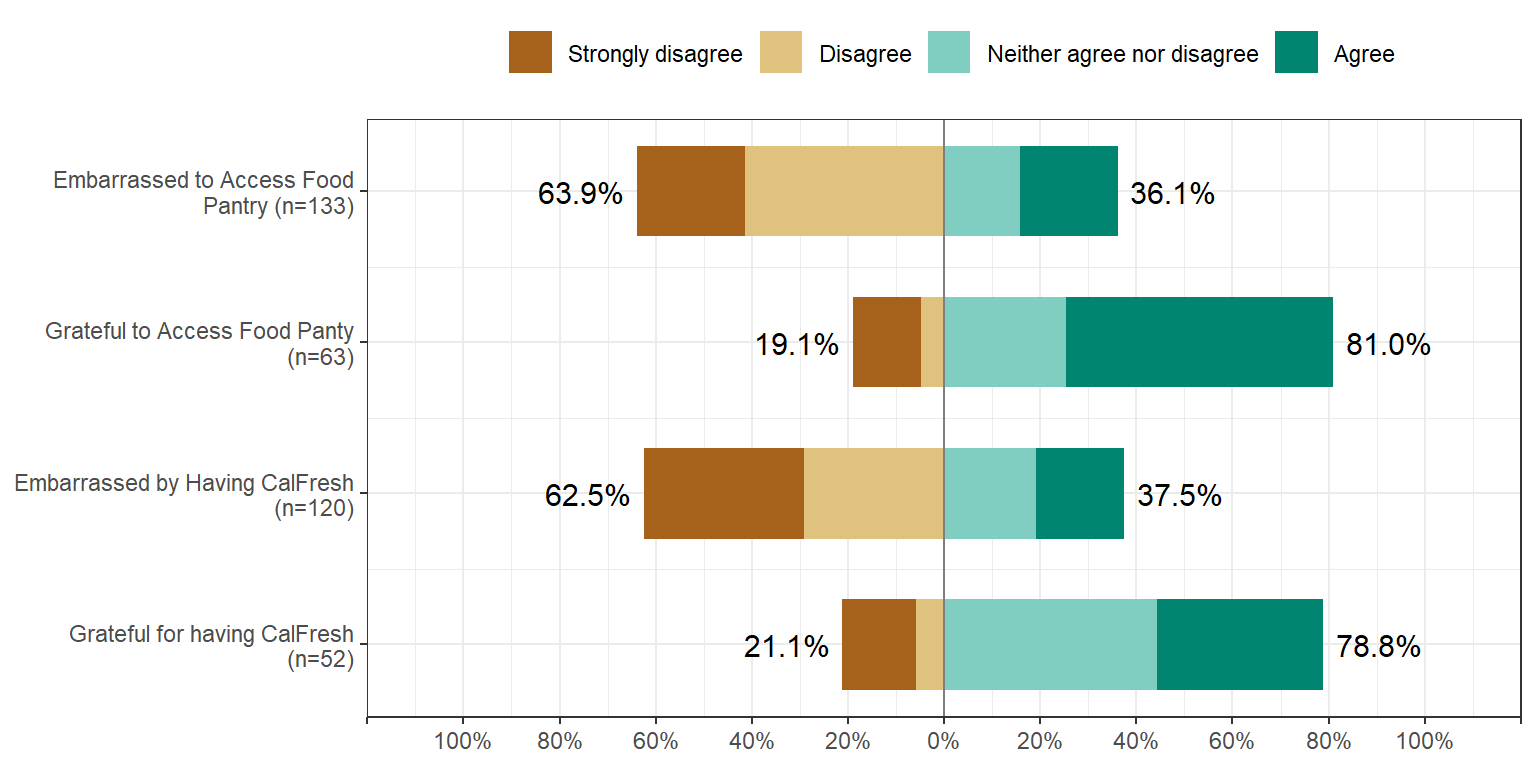 Strongly disagree Disagree Neither agree nor disagree Agree
Embarrassed to Access Food
Pantry (n=133)
63.9% 36.1%
Grateful to Access Food Panty
(n=63)
19.1% 81.0%
Embarrassed by Having CalFresh
(n=120)
62.5% 37.5%
Grateful for having CalFresh
(n=52)
21.1% 78.8%
100% 80% 60% 40% 20% 0% 20% 40% 60% 80% 100%